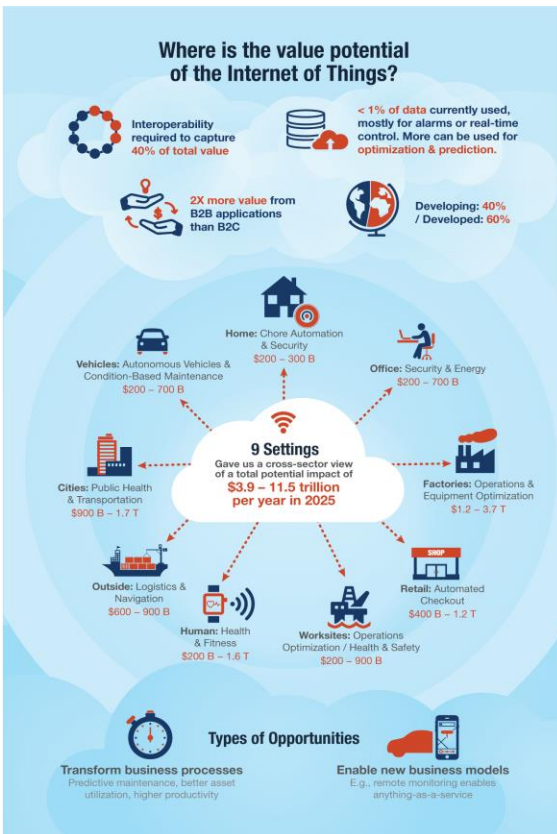 Where is the value potential
of the Internet of Things?
Interoperability
required to capture
40% of total value
< 1% of data currently used,
mostly for alarms or real-time
control. More can be used for
optimization & prediction.
2X more value from
B2B applications
than B2C
Developing: 40%
/ Developed: 60%
Home: Chore Automation
& Security
$200 – 300 B
Vehicles: Autonomous Vehicles &
Condition-Based Maintenance
$200 – 700 B
Office: Security & Energy
$200 – 700 B
9 Settings
Gave us a cross-sector view
of a total potential impact of
$3.9 – 11.5 trillion
per year in 2025
Cities: Public Health
& Transportation
$900 B – 1.7 T
Factories: Operations &
Equipment Optimization
$1.2 – 3.7 T
Outside: Logistics &
Navigation
$600 – 900 B
SHOP
Retail: Automated
Checkout
$400 B – 1.2 T
Human: Health
& Fitness
$200 B – 1.6 T
Worksites: Operations
Optimization / Health & Safety
$200 – 900 B
Types of Opportunities
Transform business processes
Predictive maintenance, better asset
utilization, higher productivity
Enable new business models
E.g., remote monitoring enables
anything-as-a-service